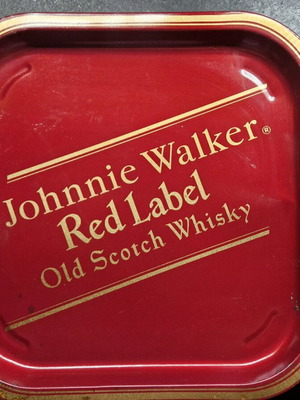 Johnnie Walker®
Red Label
Old Scotch Whisky